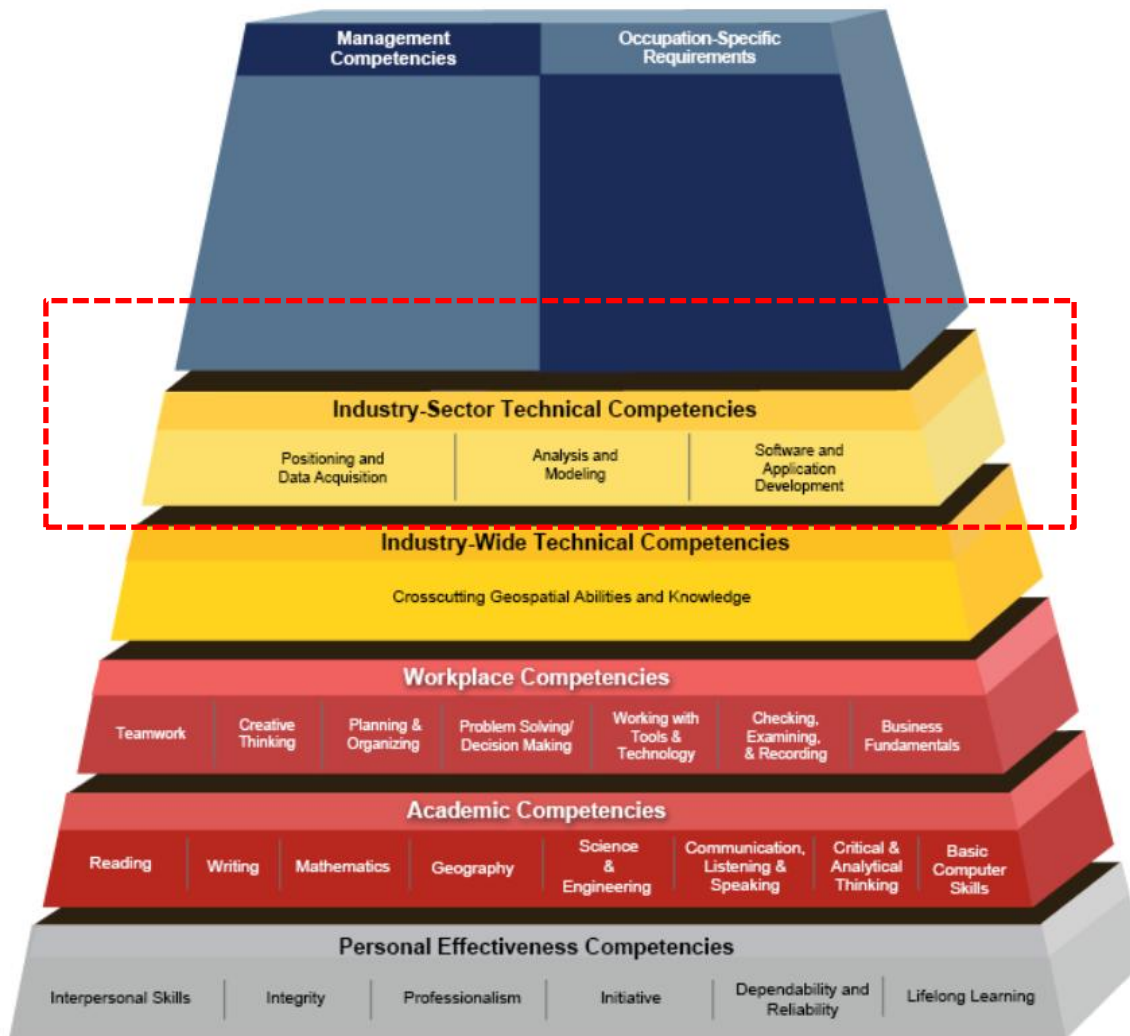 Management
Competencies
Occupation-Specific
Requirements
Industry-Sector Technical Competencies
Positioning and
Data Acquisition
Analysis and
Modeling
Software and
Application
Development
Industry-Wide Technical Competencies
Crosscutting Geospatial Abilities and Knowledge
Workplace Competencies
Teamwork
Creative
Thinking
Planning &
Organizing
Problem Solving/
Decision Making
Working with
Tools &
Technology
Checking,
Examining,
& Recording
Business
Fundamentals
Academic Competencies
Reading
Writing
Mathematics
Geography
Science
&
Engineering
Communication,
Listening &
Speaking
Critical &
Analytical
Thinking
Basic
Computer
Skills
Personal Effectiveness Competencies
Interpersonal Skills
Integrity
Professionalism
Initiative
Dependability and
Reliability
Lifelong Learning